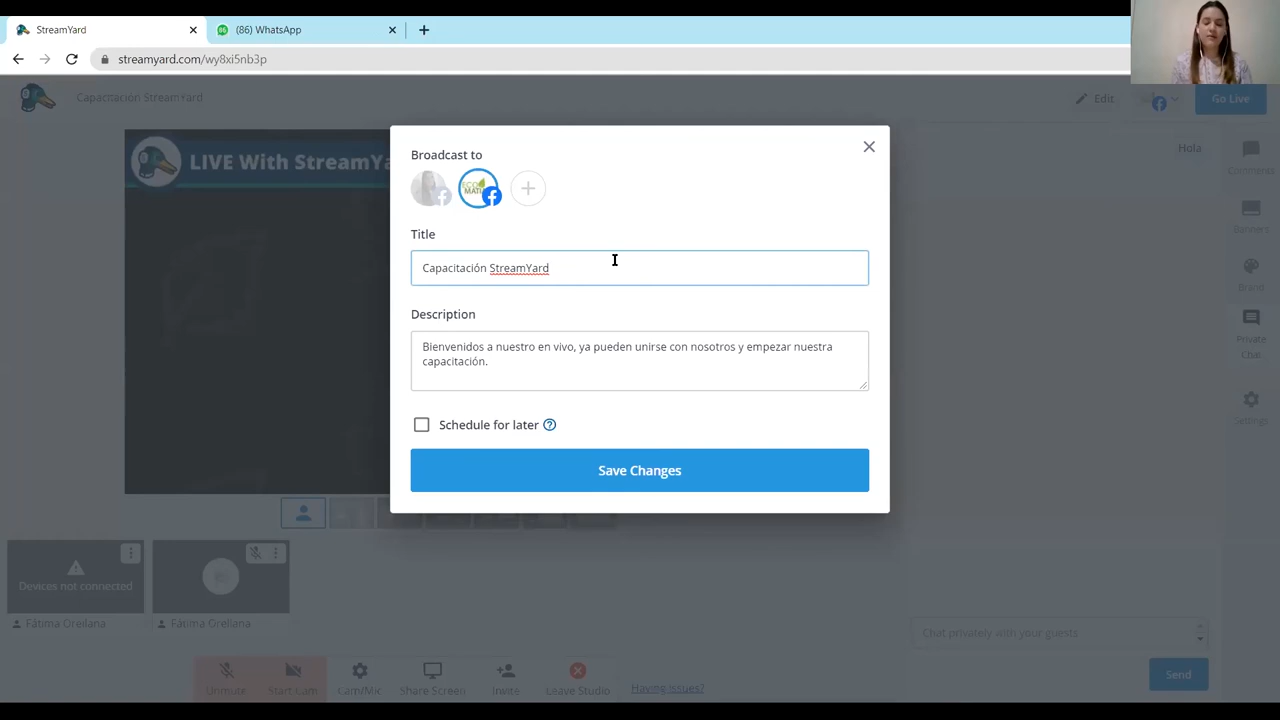 StreamYard
(86) WhatsApp
streamyard.com/wy8xi5nb3p
Capacitación StreamYard
Edit
Go Live
LIVE With StreamYa
Hola
Broadcast to
ECO
MATI
Title
Capacitación StreamYard
Description
Bienvenidos a nuestro en vivo, ya pueden unirse con nosotros y empezar nuestra
capacitación.
Schedule for later
Save Changes
Comments
Banners
Brand
Private
Chat
Settings
Devices not connected
Fátima Orellana
Fátima Orellana
Chat privately with your guests
Send
Unmute
Start Cam
Cam/Mic
Share Screen
Invite
Leave Studio
Having issues?